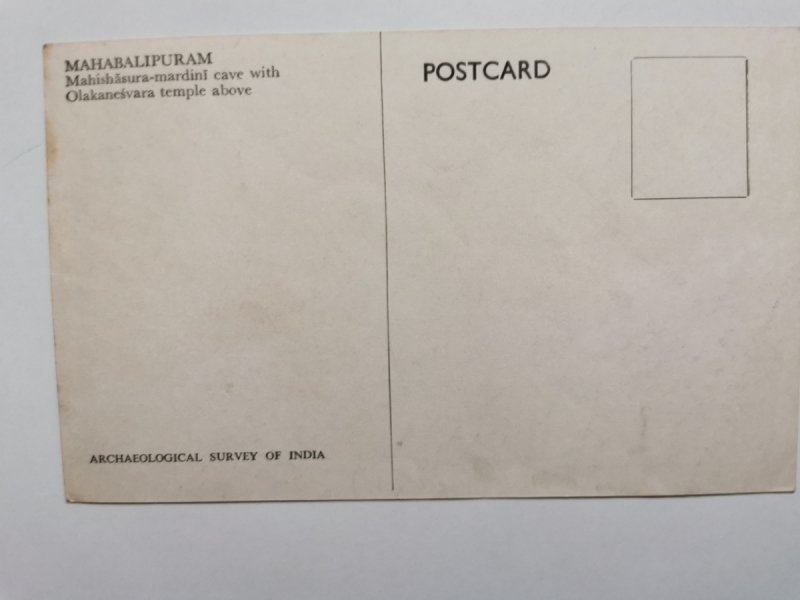 MAHABALIPURAM
Mahishāsura-mardinī cave with
Olakaneśvara temple above
POSTCARD
ARCHAEOLOGICAL SURVEY OF INDIA